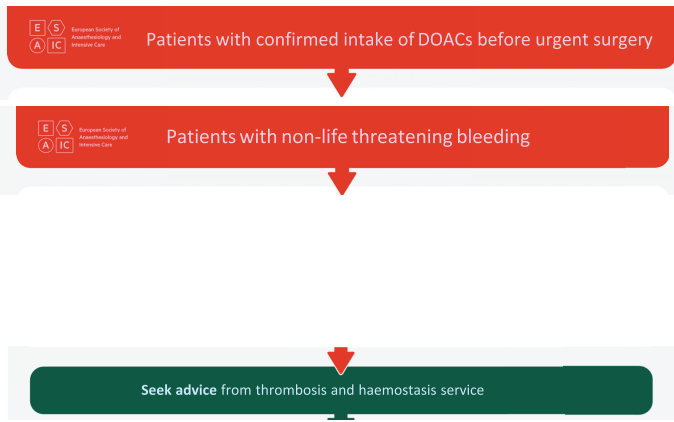 E S
A IC
European Society of
Anaesthesiology and
Intensive Care
Patients with confirmed intake of DOACs before urgent surgery
E S
A IC
European Society of
Anaesthesiology and
Intensive Care
Patients with non-life threatening bleeding
Seek advice from thrombosis and haemostasis service